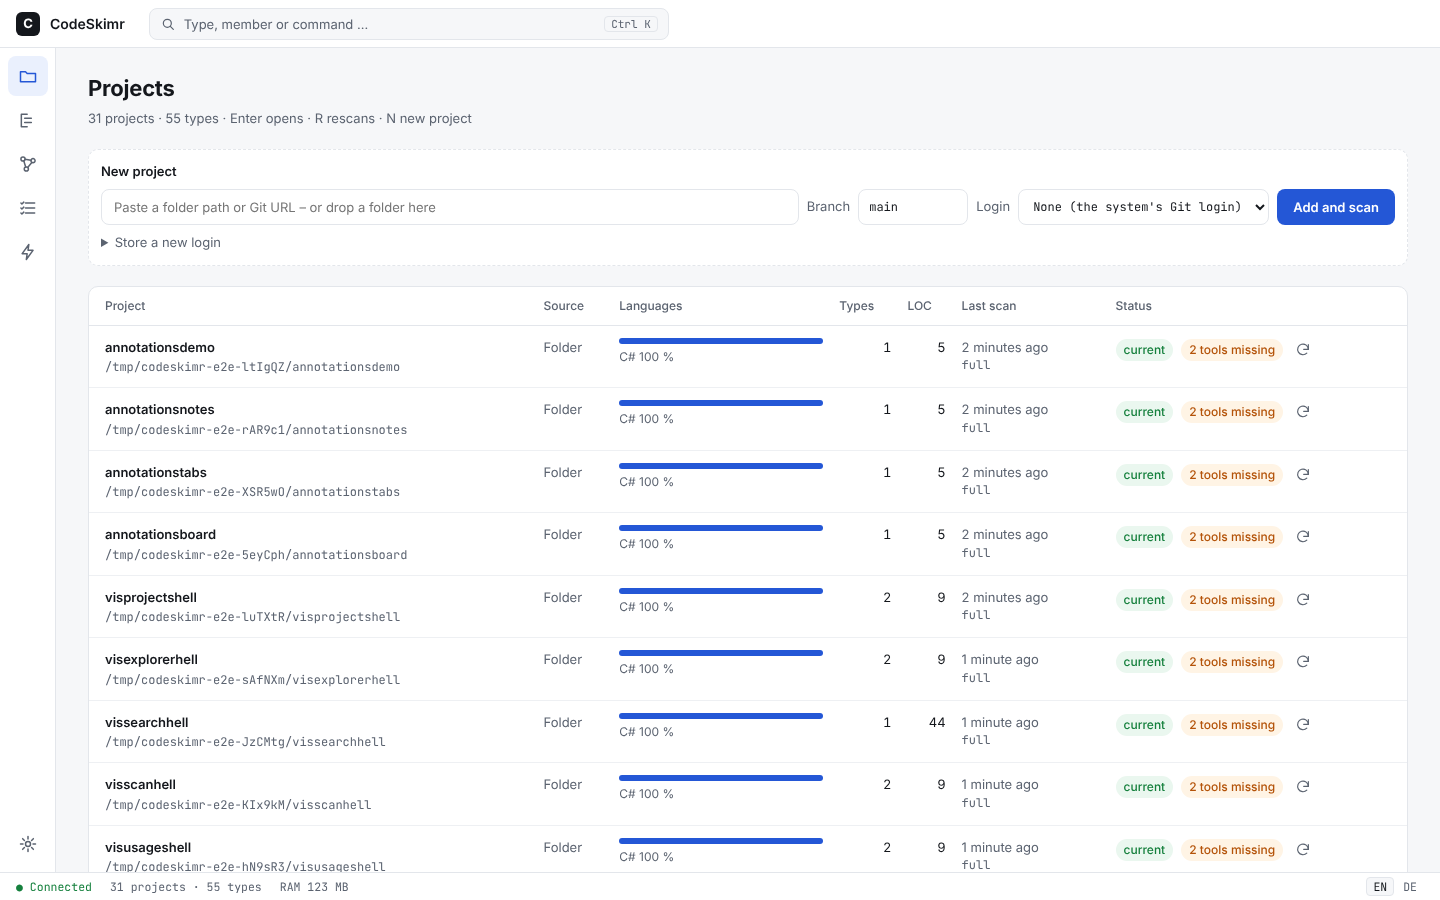 C CodeSkimr
Type, member or command ... Ctrl K
Projects
31 projects · 55 types · Enter opens · R rescans · N new project
New project
Paste a folder path or Git URL – or drop a folder here Branch main Login None (the system's Git login) Add and scan
Store a new login
Project Source Languages Types LOC Last scan Status
annotationsdemo Folder C# 100 % 1 5 2 minutes ago current 2 tools missing
/tmp/codeskimr-e2e-ltIgQZ/annotationsdemo full
annotationsnotes Folder C# 100 % 1 5 2 minutes ago current 2 tools missing
/tmp/codeskimr-e2e-rAR9c1/annotationsnotes full
annotationstabs Folder C# 100 % 1 5 2 minutes ago current 2 tools missing
/tmp/codeskimr-e2e-XSR5wO/annotationstabs full
annotationsboard Folder C# 100 % 1 5 2 minutes ago current 2 tools missing
/tmp/codeskimr-e2e-5eyCph/annotationsboard full
visprojectshell Folder C# 100 % 2 9 2 minutes ago current 2 tools missing
/tmp/codeskimr-e2e-luTXtR/visprojectshell full
visexplorerhell Folder C# 100 % 2 9 1 minute ago current 2 tools missing
/tmp/codeskimr-e2e-sAfNXm/visexplorerhell full
vissearchhell Folder C# 100 % 1 44 1 minute ago current 2 tools missing
/tmp/codeskimr-e2e-JzCMtg/vissearchhell full
visscanhell Folder C# 100 % 2 9 1 minute ago current 2 tools missing
/tmp/codeskimr-e2e-KIx9kM/visscanhell full
visusageshell Folder C# 100 % 2 9 1 minute ago current 2 tools missing
/tmp/codeskimr-e2e-hN9sR3/visusageshell full
Connected 31 projects · 55 types RAM 123 MB EN DE